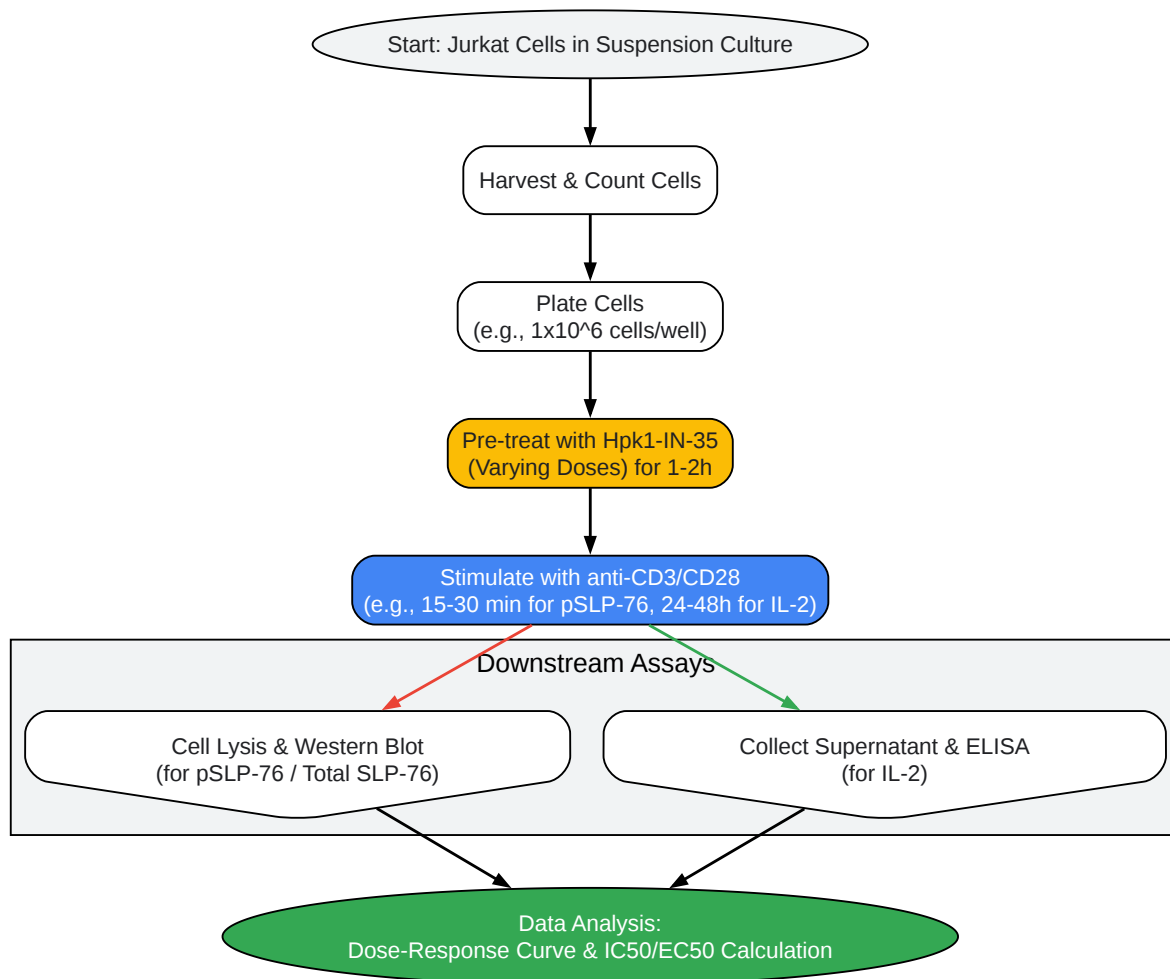 Start: Jurkat Cells in Suspension Culture
Harvest & Count Cells
Plate Cells
(e.g., 1x10^6 cells/well)
Pre-treat with Hpk1-IN-35
(Varying Doses) for 1-2h
Stimulate with anti-CD3/CD28
(e.g., 15-30 min for pSLP-76, 24-48h for IL-2)
Downstream Assays
Cell Lysis & Western Blot
(for pSLP-76 / Total SLP-76)
Collect Supernatant & ELISA
(for IL-2)
Data Analysis:
Dose-Response Curve & IC50/EC50 Calculation